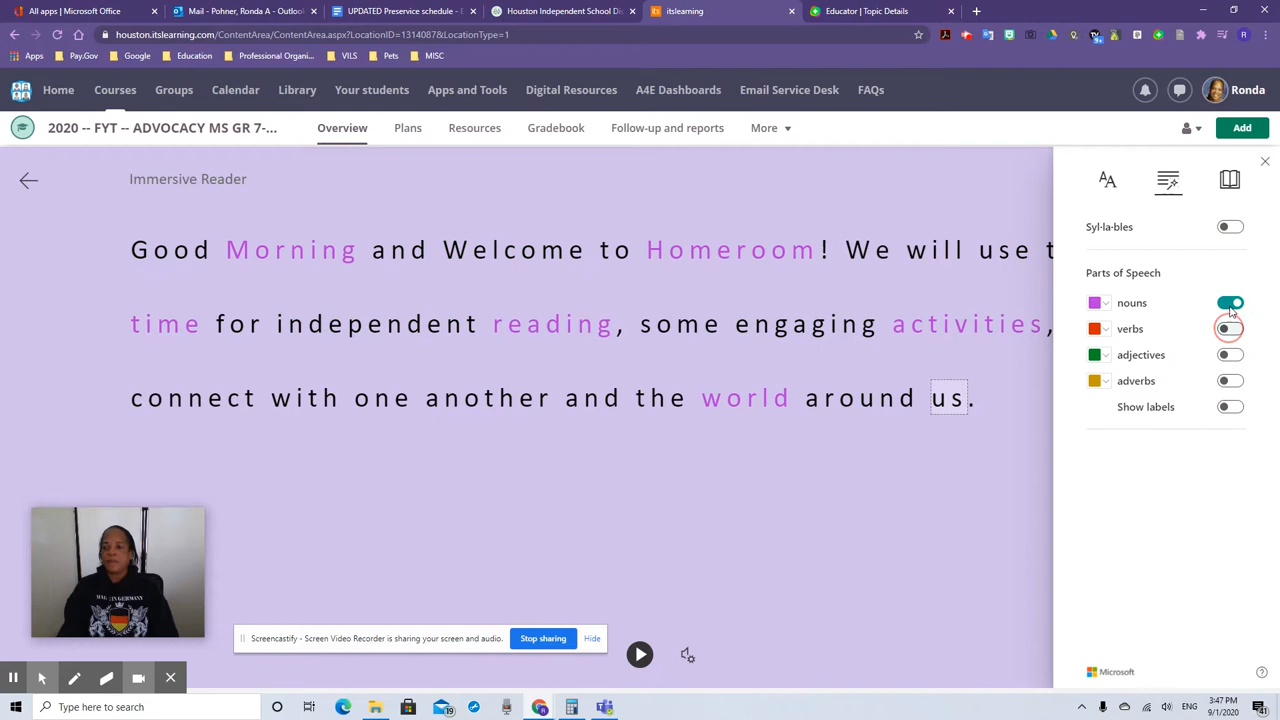 All apps | Microsoft Office
Mail - Pohner, Ronda A - Outlook
UPDATED Preservice schedule - E
Houston Independent School Di
itslearning
Educator | Topic Details
houston.itslearning.com/ContentArea/ContentArea.aspx?LocationID=1314087&LocationType=1
Apps Pay.Gov Google Education Professional Organi... VILS Pets MISC
Home Courses Groups Calendar Library Your students Apps and Tools Digital Resources A4E Dashboards Email Service Desk FAQs Ronda
2020 -- FYT -- ADVOCACY MS GR 7-... Overview Plans Resources Gradebook Follow-up and reports More Add
Immersive Reader
Good Morning and Welcome to Homeroom! We will use t
time for independent reading, some engaging activities,
connect with one another and the world around us.
Syl·la·bles
Parts of Speech
nouns
verbs
adjectives
adverbs
Show labels
Microsoft
Screencastify - Screen Video Recorder is sharing your screen and audio. Stop sharing Hide
Type here to search
19
ENG
3:47 PM
9/1/2020
41